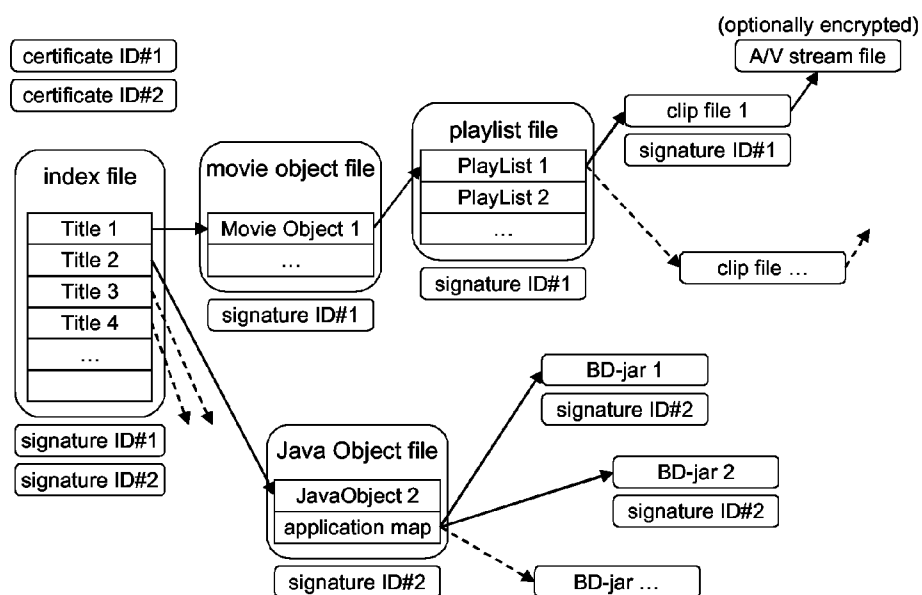 certificate ID#1
certificate ID#2
index file
Title 1
Title 2
Title 3
Title 4
...
signature ID#1
signature ID#2
movie object file
Movie Object 1
...
signature ID#1
playlist file
PlayList 1
PlayList 2
...
signature ID#1
(optionally encrypted)
A/V stream file
clip file 1
signature ID#1
clip file ...
Java Object file
JavaObject 2
application map
signature ID#2
BD-jar 1
signature ID#2
BD-jar 2
signature ID#2
BD-jar ...